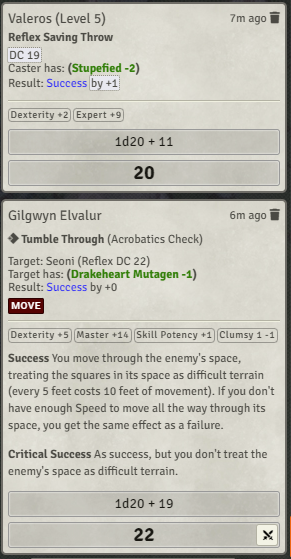 Valeros (Level 5)
7m ago
Reflex Saving Throw
DC 19
Caster has: (Stupefied -2)
Result: Success by +1
Dexterity +2
Expert +9
1d20 + 11
20
Gilgwyn Elvalur
6m ago
Tumble Through (Acrobatics Check)
Target: Seoni (Reflex DC 22)
Target has: (Drakeheart Mutagen -1)
Result: Success by +0
MOVE
Dexterity +5
Master +14
Skill Potency +1
Clumsy 1 -1
Success You move through the enemy's space,
treating the squares in its space as difficult terrain
(every 5 feet costs 10 feet of movement). If you don't
have enough Speed to move all the way through its
space, you get the same effect as a failure.
Critical Success As success, but you don't treat the
enemy's space as difficult terrain.
1d20 + 19
22